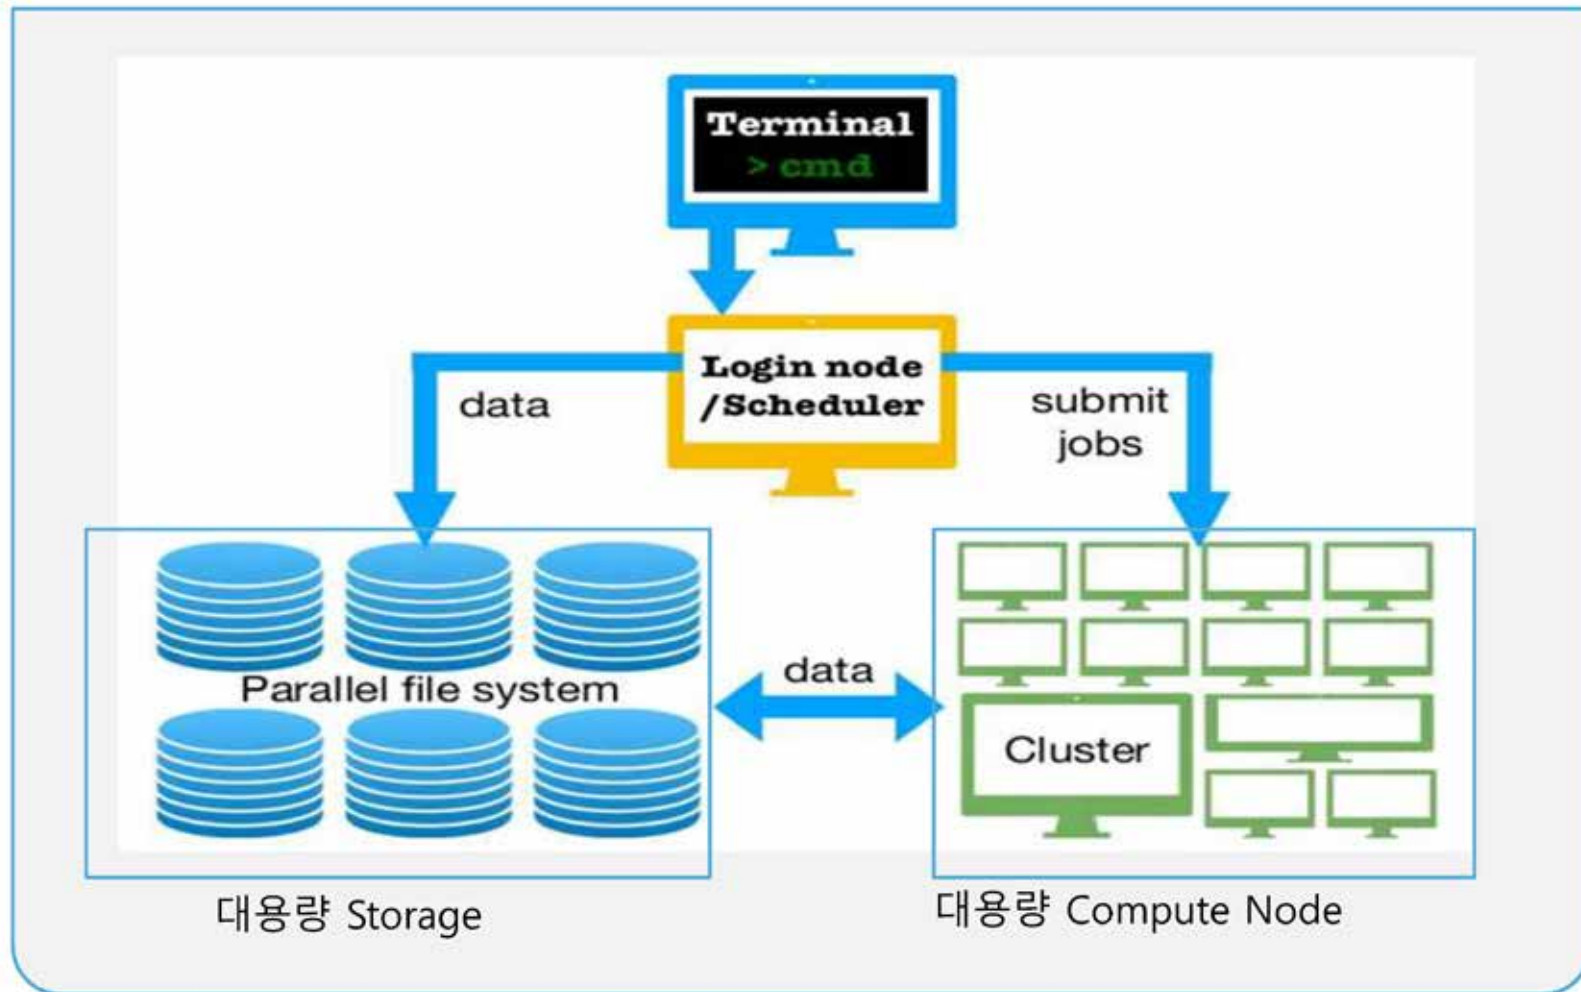 Terminal
> cmd
Login node
/Scheduler
data
submit
jobs
Parallel file system
data
Cluster
대용량 Storage
대용량 Compute Node